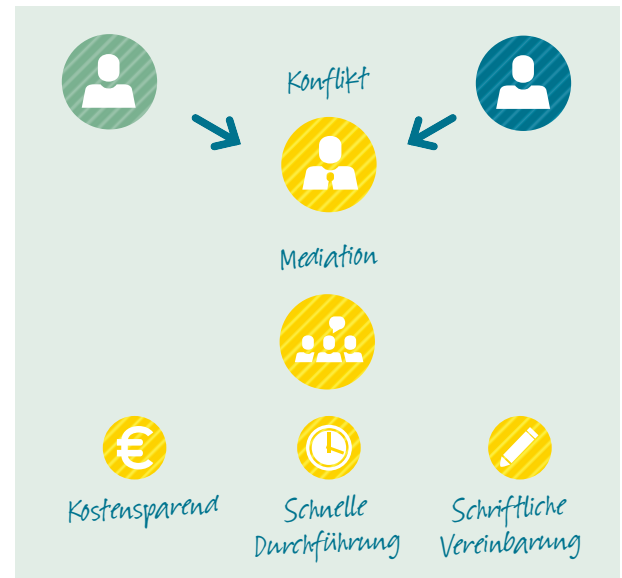 Konflikt
Mediation
€
Kostensparend
Schnelle
Durchführung
Schriftliche
Vereinbarung